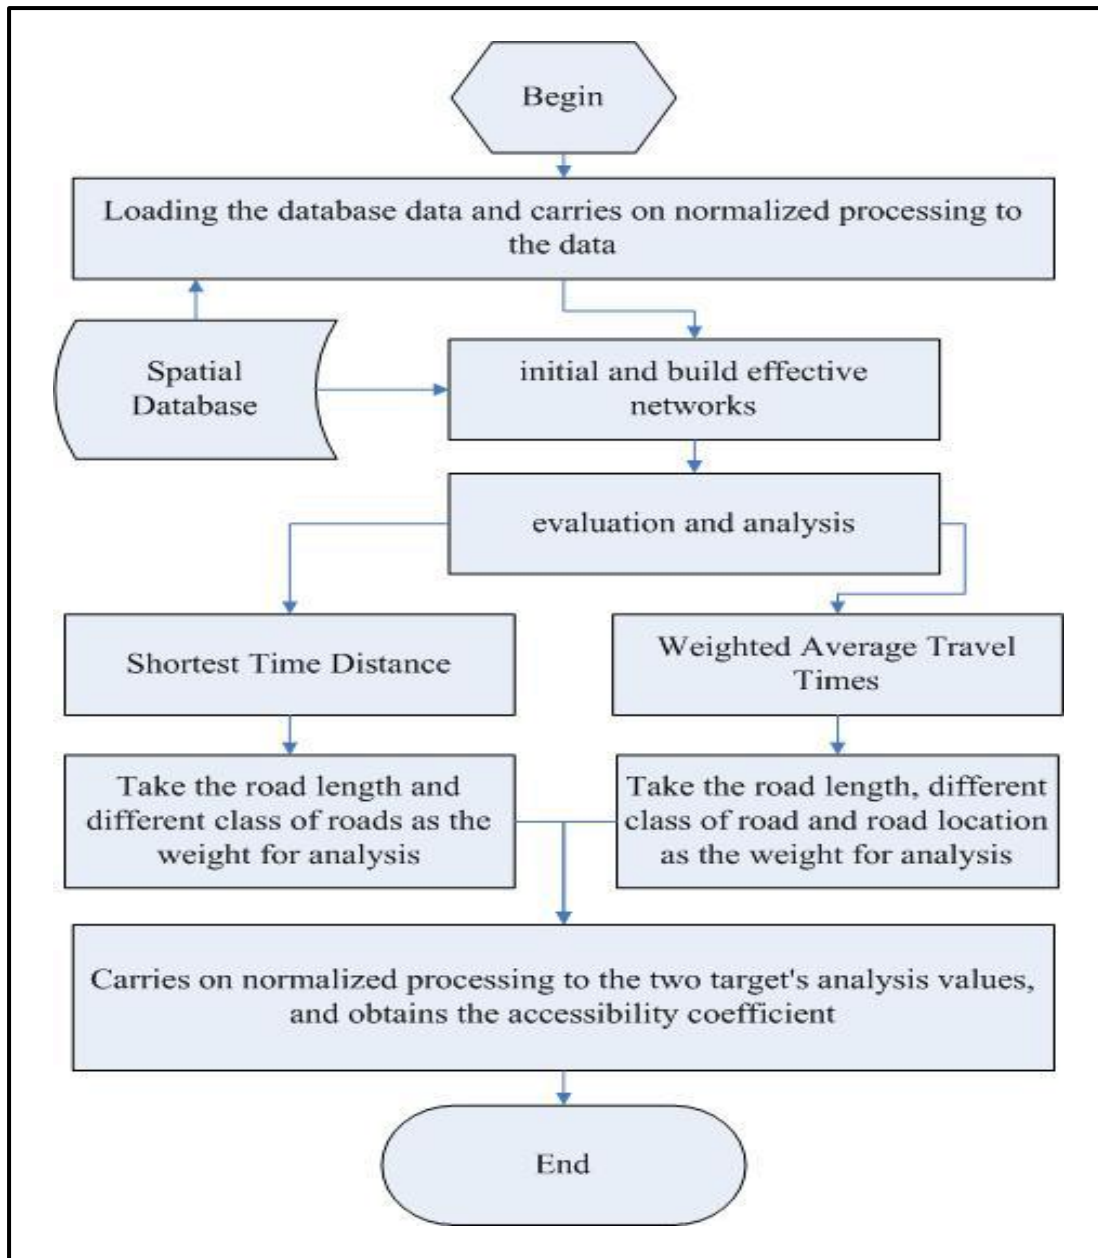 Begin
Loading the database data and carries on normalized processing to
the data
Spatial
Database
initial and build effective
networks
evaluation and analysis
Shortest Time Distance
Weighted Average Travel
Times
Take the road length and
different class of roads as the
weight for analysis
Take the road length, different
class of road and road location
as the weight for analysis
Carries on normalized processing to the two target's analysis values,
and obtains the accessibility coefficient
End